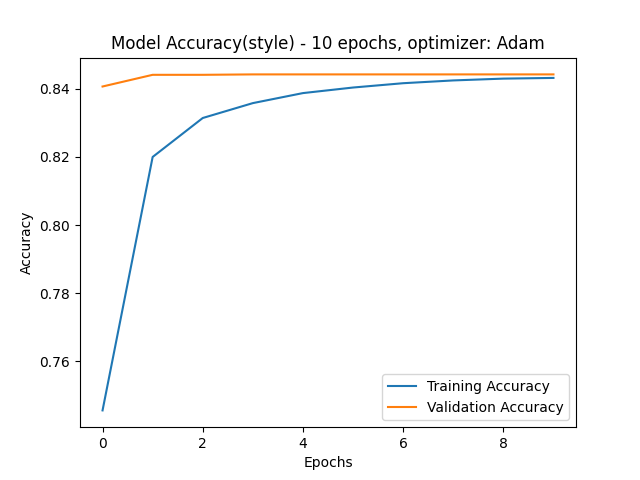 Model Accuracy(style) - 10 epochs, optimizer: Adam
Accuracy
0.84
0.82
0.80
0.78
0.76
0
2
4
6
8
Epochs
Training Accuracy
Validation Accuracy